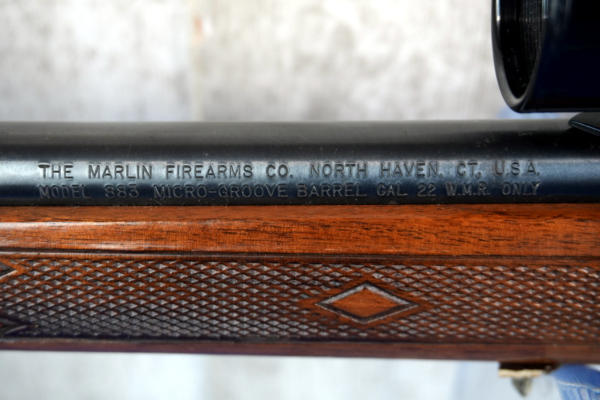 THE MARLIN FIREARMS CO. NORTH HAVEN, CT, U.S.A.
MODEL 883 MICRO-GROOVE BARREL CAL. 22 W.M.R. ONLY